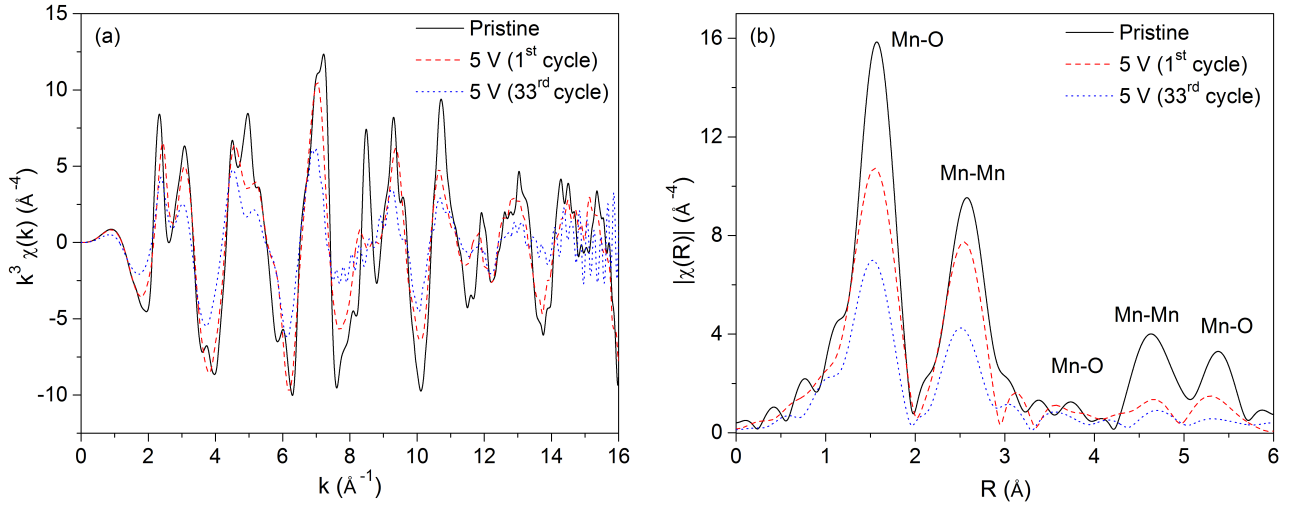 (a)
Pristine
5 V (1st cycle)
5 V (33rd cycle)
15
10
5
0
-5
-10
k3 χ(k) (Å-4)
0 2 4 6 8 10 12 14 16
k (Å-1)
(b)
Pristine
5 V (1st cycle)
5 V (33rd cycle)
Mn-O
Mn-Mn
Mn-Mn
Mn-O
Mn-O
16
12
8
4
0
|χ(R)| (Å-4)
0 1 2 3 4 5 6
R (Å)